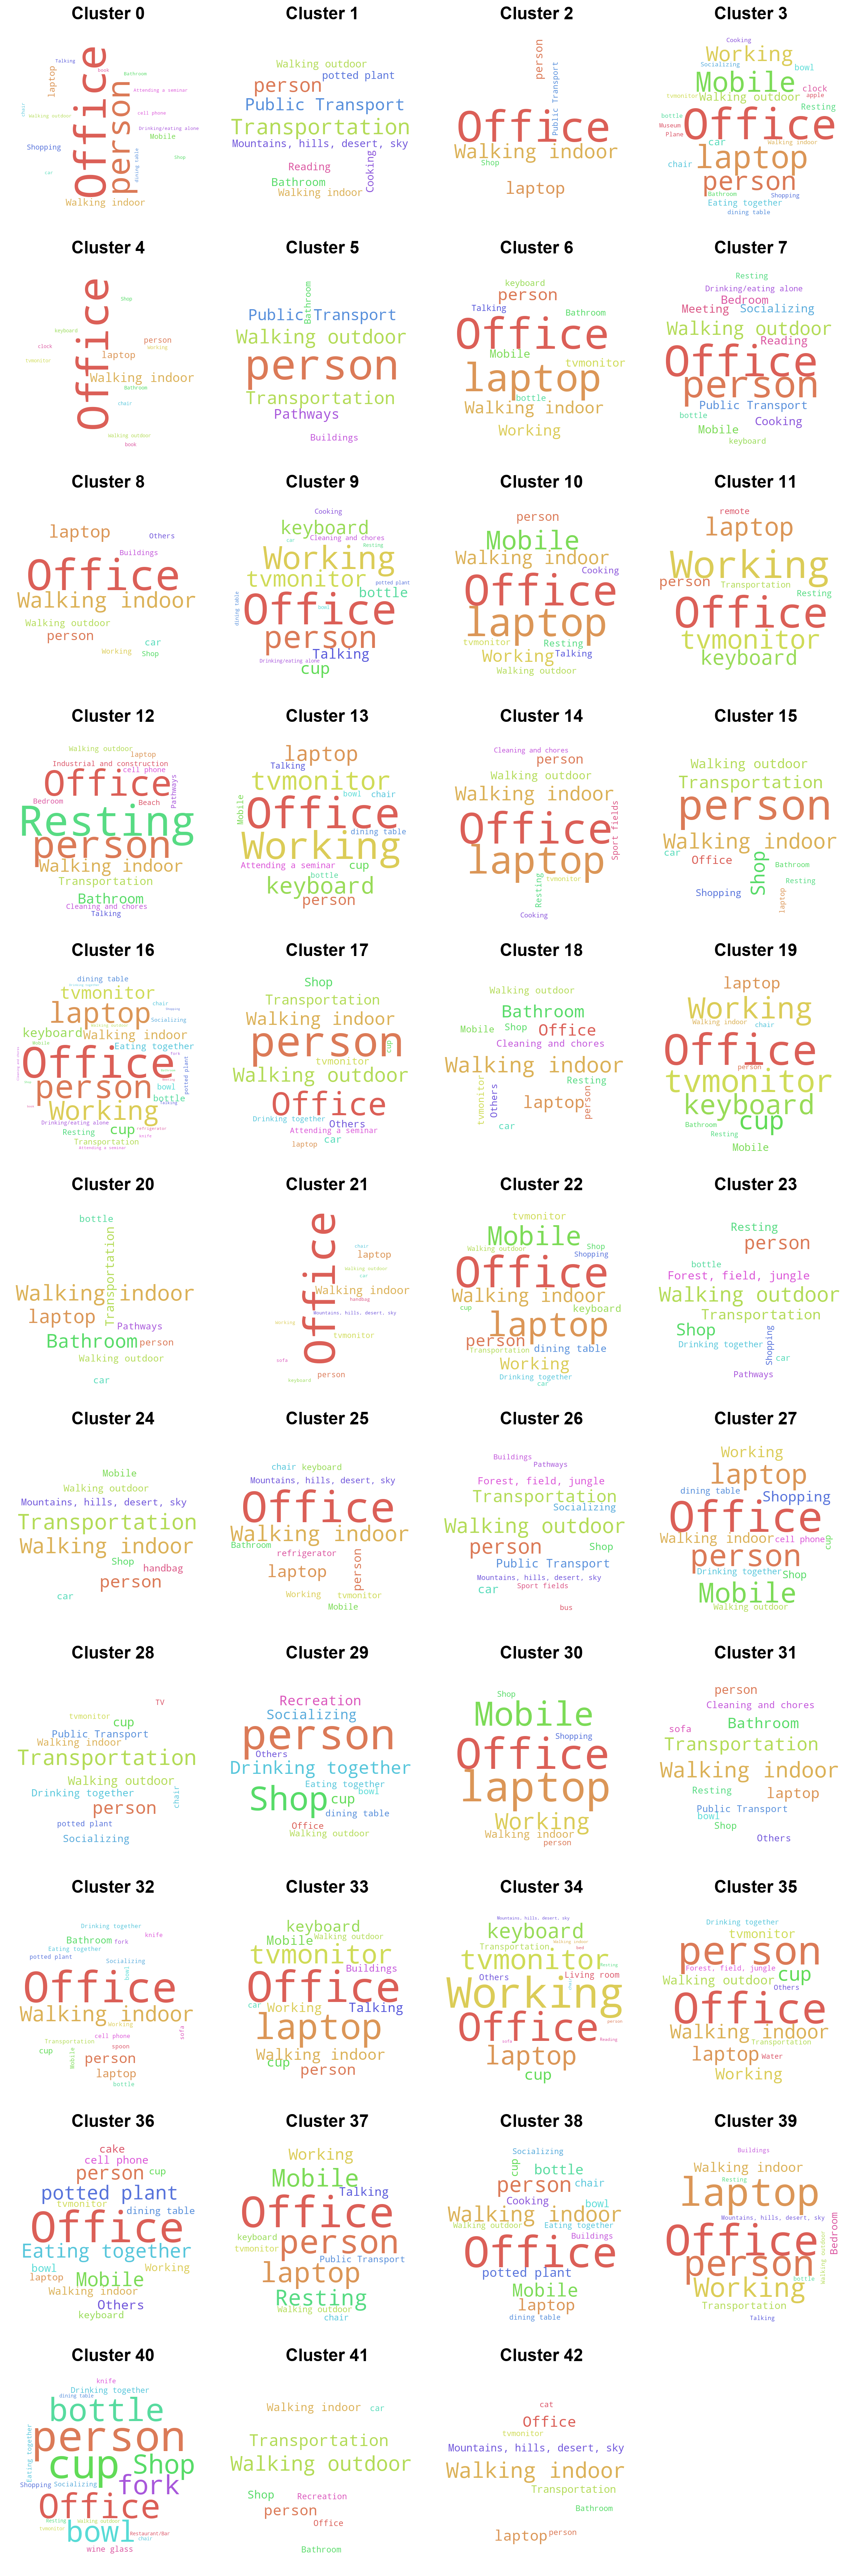 Cluster 0
Talking
book
Bathroom
laptop
Office
person
Attending a seminar
chair
cell phone
Walking outdoor
Drinking/eating alone
Mobile
Shopping
dining table
Shop
car
Walking indoor
Cluster 1
Walking outdoor
potted plant
person
Public Transport
Transportation
Mountains, hills, desert, sky
Reading
Cooking
Bathroom
Walking indoor
Cluster 2
person
Public Transport
Office
Walking indoor
Shop
laptop
Cluster 3
Cooking
Working
Socializing
bowl
Mobile
clock
tvmonitor
Walking outdoor
apple
Resting
bottle
Office
Museum
Plane
car
Walking indoor
chair
laptop
person
Bathroom
Shopping
Eating together
dining table
Cluster 4
Office
Shop
keyboard
person
clock
working
laptop
tvmonitor
Walking indoor
Bathroom
chair
Walking outdoor
book
Cluster 5
Bathroom
Public Transport
Walking outdoor
person
Transportation
Pathways
Buildings
Cluster 6
keyboard
person
Talking
Bathroom
Office
Mobile
tvmonitor
laptop
bottle
Walking indoor
Working
Cluster 7
Resting
Drinking/eating alone
Bedroom
Meeting
Socializing
Walking outdoor
Reading
Office
person
Public Transport
bottle
Cooking
Mobile
keyboard
Cluster 8
laptop
Others
Buildings
Office
Walking indoor
Walking outdoor
person
car
Working
Shop
Cluster 9
Cooking
keyboard
Cleaning and chores
car
Resting
Working
tvmonitor
potted plant
bottle
dining table
Office
bowl
person
Talking
Drinking/eating alone
cup
Cluster 10
person
Mobile
Walking indoor
Cooking
Office
laptop
tvmonitor
Resting
Working
Talking
Walking outdoor
Cluster 11
remote
laptop
Working
person
Transportation
Resting
Office
tvmonitor
keyboard
Cluster 12
Walking outdoor
laptop
Industrial and construction
cell phone
Office
Pathways
Bedroom
Beach
Resting
person
Walking indoor
Transportation
Bathroom
Cleaning and chores
Talking
Cluster 13
laptop
Talking
tvmonitor
bowl
chair
Mobile
Office
dining table
Working
Attending a seminar
cup
bottle
keyboard
person
Cluster 14
Cleaning and chores
person
Walking outdoor
Walking indoor
Sport fields
Office
laptop
tvmonitor
Resting
Cooking
Cluster 15
Walking outdoor
Transportation
person
Walking indoor
car
Office
Shop
Bathroom
Resting
Shopping
laptop
Cluster 16
dining table
tvmonitor
chair
laptop
Socializing
keyboard
Walking indoor
Eating together
Office
fork
potted plant
person
bowl
bottle
Working
Talking
Drinking/eating alone
cup
refrigerator
Resting
knife
Transportation
Attending a seminar
Cluster 17
Shop
Transportation
Walking indoor
person
cup
tvmonitor
Walking outdoor
Office
Drinking together
Others
Attending a seminar
car
laptop
Cluster 18
Walking outdoor
Bathroom
Mobile
Shop
Office
Cleaning and chores
Walking indoor
Resting
tvmonitor
Others
laptop
person
car
Cluster 19
laptop
Working
Walking indoor
chair
Office
person
tvmonitor
keyboard
cup
Bathroom
Resting
Mobile
Cluster 20
bottle
Transportation
Walking indoor
laptop
Pathways
Bathroom
person
Walking outdoor
car
Cluster 21
Office
chair
laptop
Walking outdoor
car
Walking indoor
handbag
Mountains, hills, desert, sky
Working
tvmonitor
sofa
person
keyboard
Cluster 22
tvmonitor
Mobile
Walking outdoor
Shop
Shopping
Office
Walking indoor
cup
keyboard
laptop
person
Transportation
dining table
Working
Drinking together
car
Cluster 23
Resting
person
bottle
Forest, field, jungle
Walking outdoor
Transportation
Shop
Shopping
Drinking together
car
Pathways
Cluster 24
Mobile
Walking outdoor
Mountains, hills, desert, sky
Transportation
Walking indoor
Shop
handbag
person
car
Cluster 25
chair
keyboard
Mountains, hills, desert, sky
Office
Walking indoor
Bathroom
refrigerator
person
laptop
Working
tvmonitor
Mobile
Cluster 26
Buildings
Pathways
Forest, field, jungle
Transportation
Socializing
Walking outdoor
person
Shop
Public Transport
Mountains, hills, desert, sky
car
Sport fields
bus
Cluster 27
Working
laptop
dining table
Shopping
Office
Walking indoor
cell phone
cup
person
Drinking together
Shop
Mobile
Walking outdoor
Cluster 28
TV
tvmonitor
cup
Public Transport
Walking indoor
Transportation
Walking outdoor
Drinking together
chair
person
potted plant
Socializing
Cluster 29
Recreation
Socializing
person
Others
Drinking together
Eating together
Shop
bowl
cup
dining table
Office
Walking outdoor
Cluster 30
Shop
Mobile
Shopping
Office
laptop
Working
Walking indoor
person
Cluster 31
person
Cleaning and chores
sofa
Bathroom
Transportation
Walking indoor
Resting
laptop
Public Transport
bowl
Shop
Others
Cluster 32
Drinking together
knife
Bathroom
fork
Eating together
potted plant
Socializing
bowl
Office
Walking indoor
Working
sofa
cell phone
Transportation
spoon
cup
Mobile
person
laptop
bottle
Cluster 33
keyboard
Mobile
Walking outdoor
tvmonitor
Buildings
Office
car
Working
Talking
laptop
Walking indoor
cup
person
Cluster 34
Mountains, hills, desert, sky
keyboard
Walking indoor
Transportation
bed
tvmonitor
Resting
Others
Living room
Working
chair
Office
person
sofa
Reading
laptop
cup
Cluster 35
Drinking together
tvmonitor
person
Forest, field, jungle
cup
Walking outdoor
Others
Office
Walking indoor
Transportation
laptop
Water
Working
Cluster 36
cake
cell phone
person
cup
potted plant
tvmonitor
dining table
Office
Eating together
bowl
Working
laptop
Mobile
Walking indoor
Others
keyboard
Cluster 37
Working
Mobile
Talking
Office
keyboard
person
tvmonitor
Public Transport
laptop
Resting
Walking outdoor
chair
Cluster 38
Socializing
cup
bottle
person
chair
Cooking
bowl
Walking indoor
Walking outdoor
Eating together
Buildings
Office
potted plant
Mobile
laptop
dining table
Cluster 39
Buildings
Walking indoor
Resting
laptop
Mountains, hills, desert, sky
Bedroom
Office
Walking outdoor
person
bottle
Working
Transportation
Talking
Cluster 40
knife
Drinking together
dining table
bottle
person
Eating together
cup
Shop
Shopping
Socializing
fork
Office
Resting
Walking outdoor
tvmonitor
bowl
Restaurant/Bar
chair
wine glass
Cluster 41
Walking indoor
car
Transportation
Walking outdoor
Shop
Recreation
person
Office
Bathroom
Cluster 42
cat
Office
tvmonitor
Mountains, hills, desert, sky
Walking indoor
Transportation
Bathroom
laptop
person